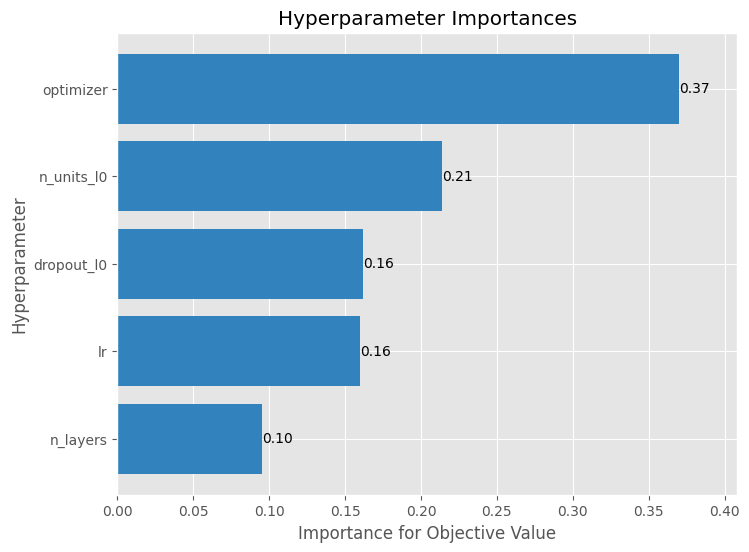 Hyperparameter Importances
Hyperparameter
optimizer
0.37
n_units_l0
0.21
dropout_l0
0.16
lr
0.16
n_layers
0.10
0.00 0.05 0.10 0.15 0.20 0.25 0.30 0.35 0.40
Importance for Objective Value